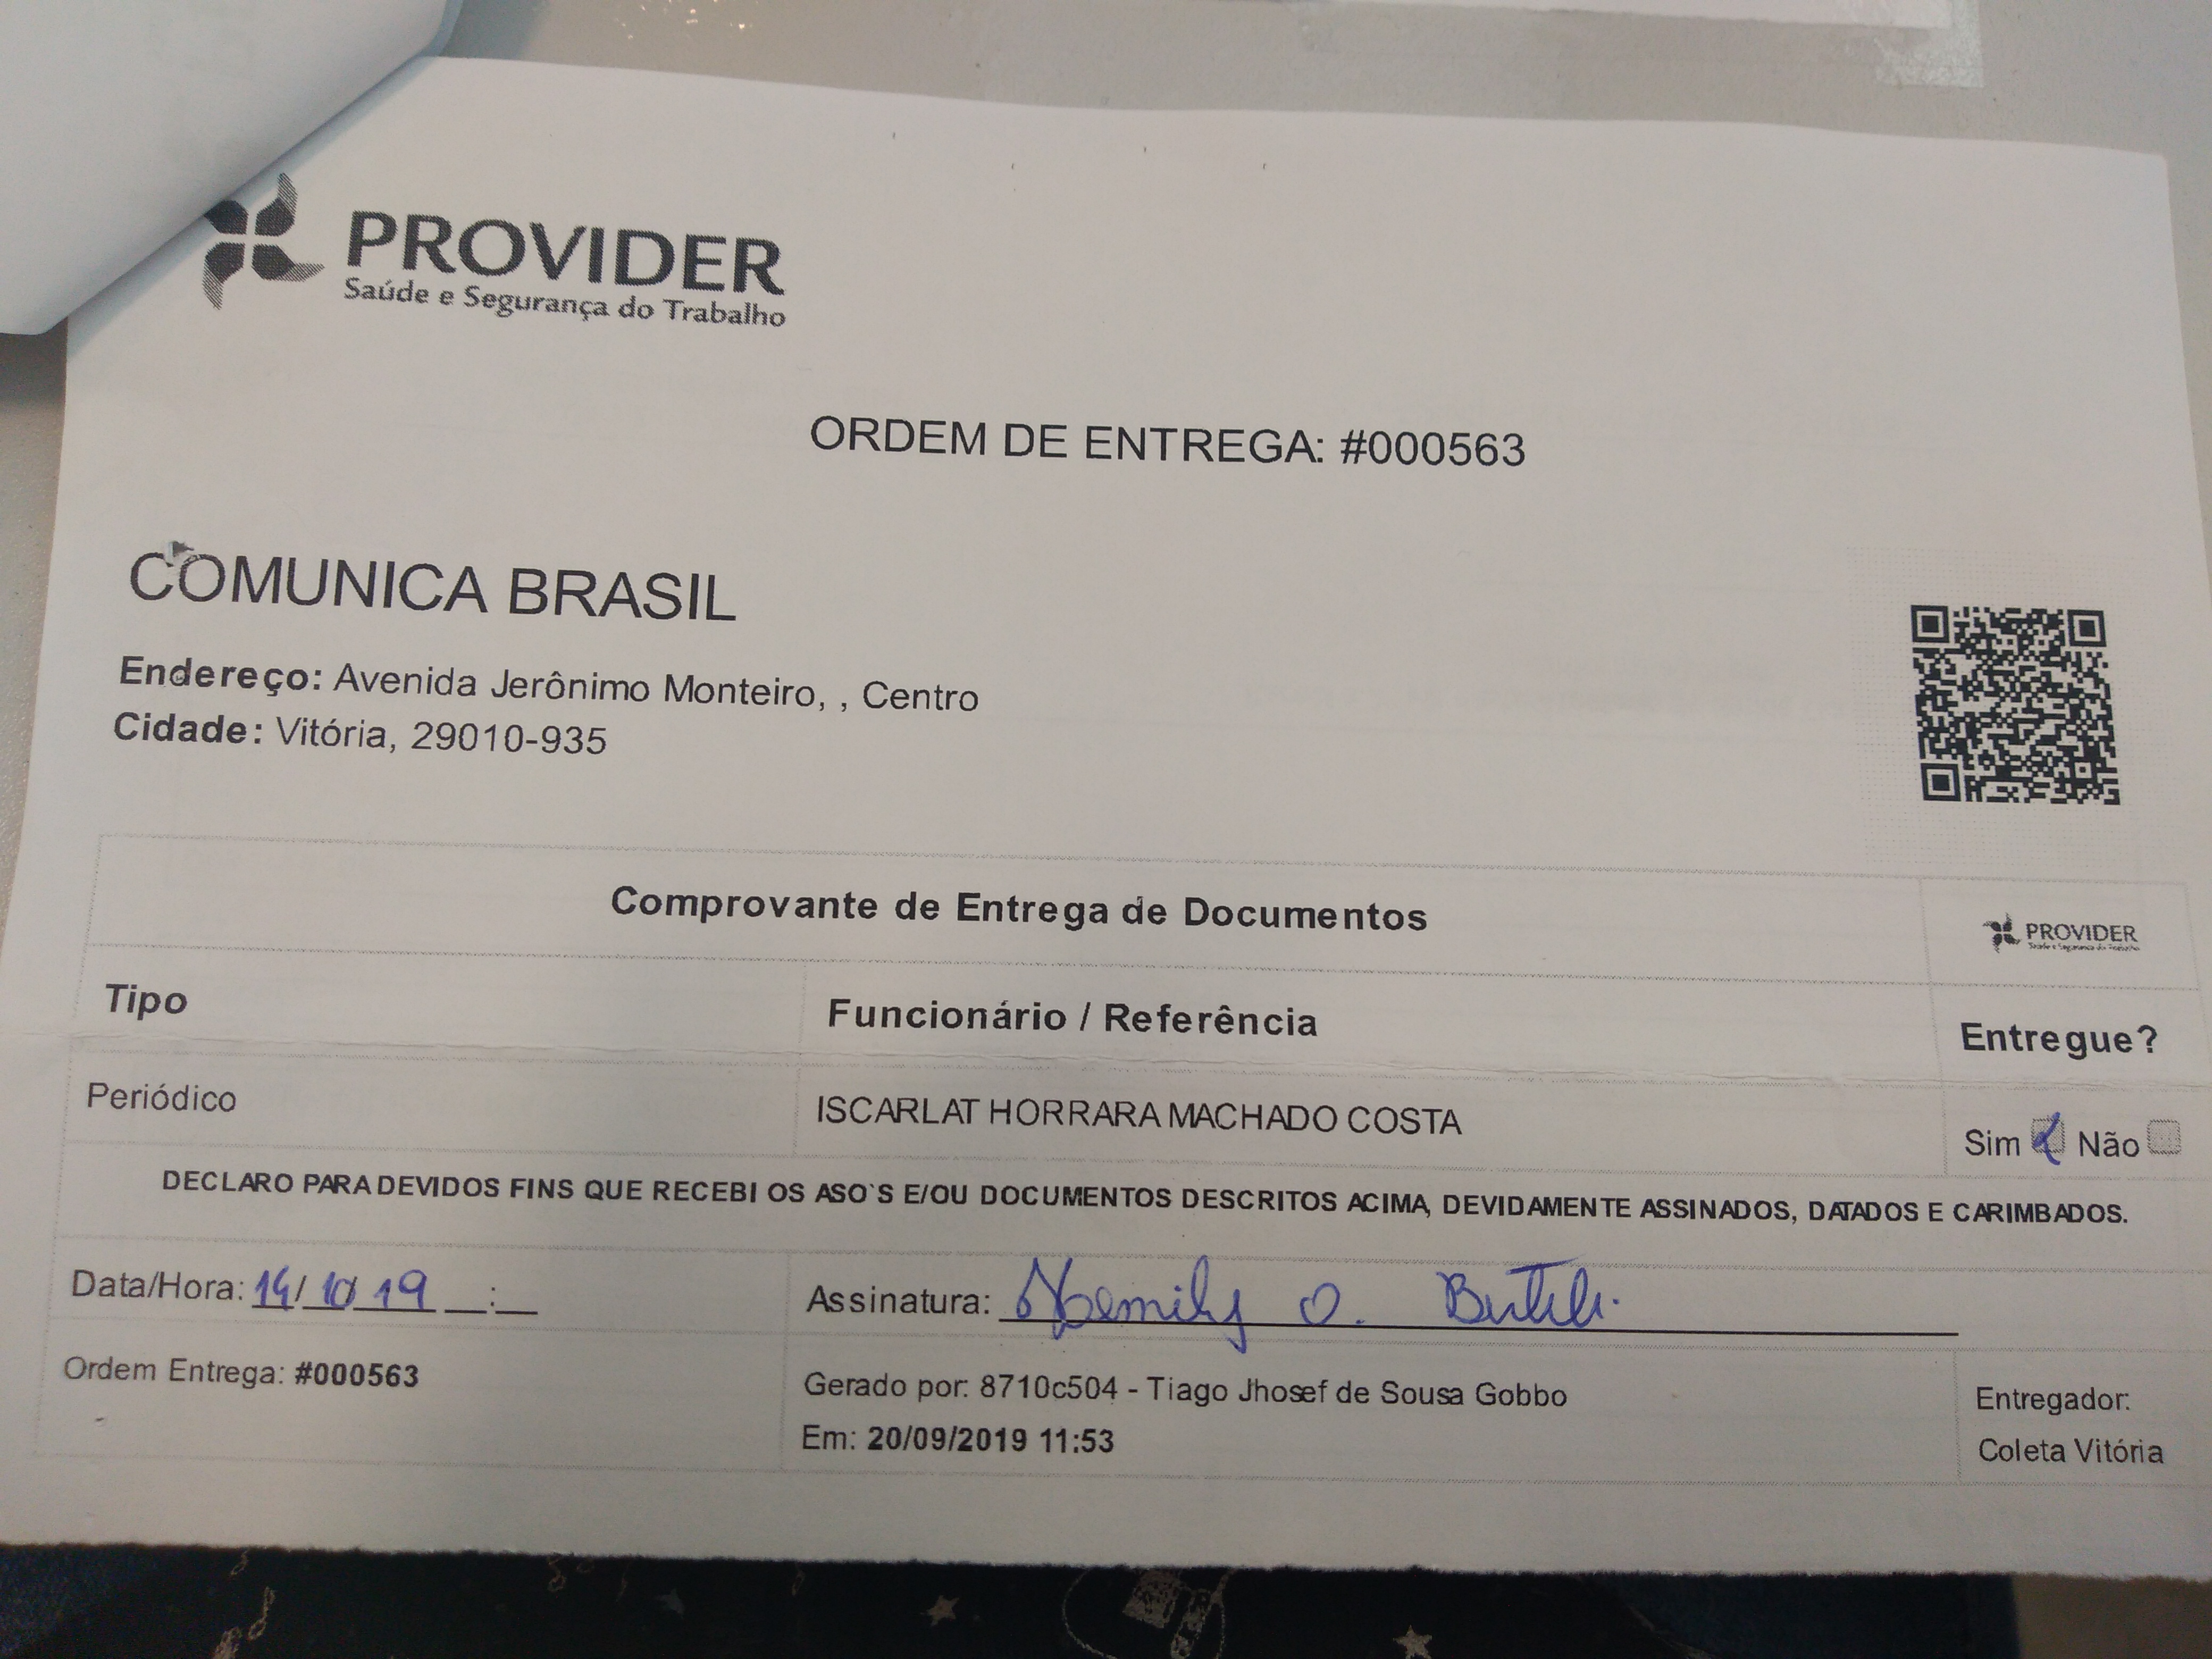 PROVIDER
Saúde e Segurança do Trabalho
ORDEM DE ENTREGA: #000563
COMUNICA BRASIL
Endereço: Avenida Jerônimo Monteiro, , Centro
Cidade: Vitória, 29010-935
Comprovante de Entrega de Documentos
PROVIDER
Saúde e Segurança do Trabalho
Tipo
Funcionário / Referência
Entregue?
Periódico
ISCARLAT HORRARA MACHADO COSTA
Sim Não
DECLARO PARA DEVIDOS FINS QUE RECEBI OS ASO`S E/OU DOCUMENTOS DESCRITOS ACIMA, DEVIDAMENTE ASSINADOS, DATADOS E CARIMBADOS.
Data/Hora: 14/ 10/ 19 __:__
Assinatura: O.
Ordem Entrega: #000563
Gerado por: 8710c504 - Tiago Jhosef de Sousa Gobbo
Em: 20/09/2019 11:53
Entregador:
Coleta Vitória